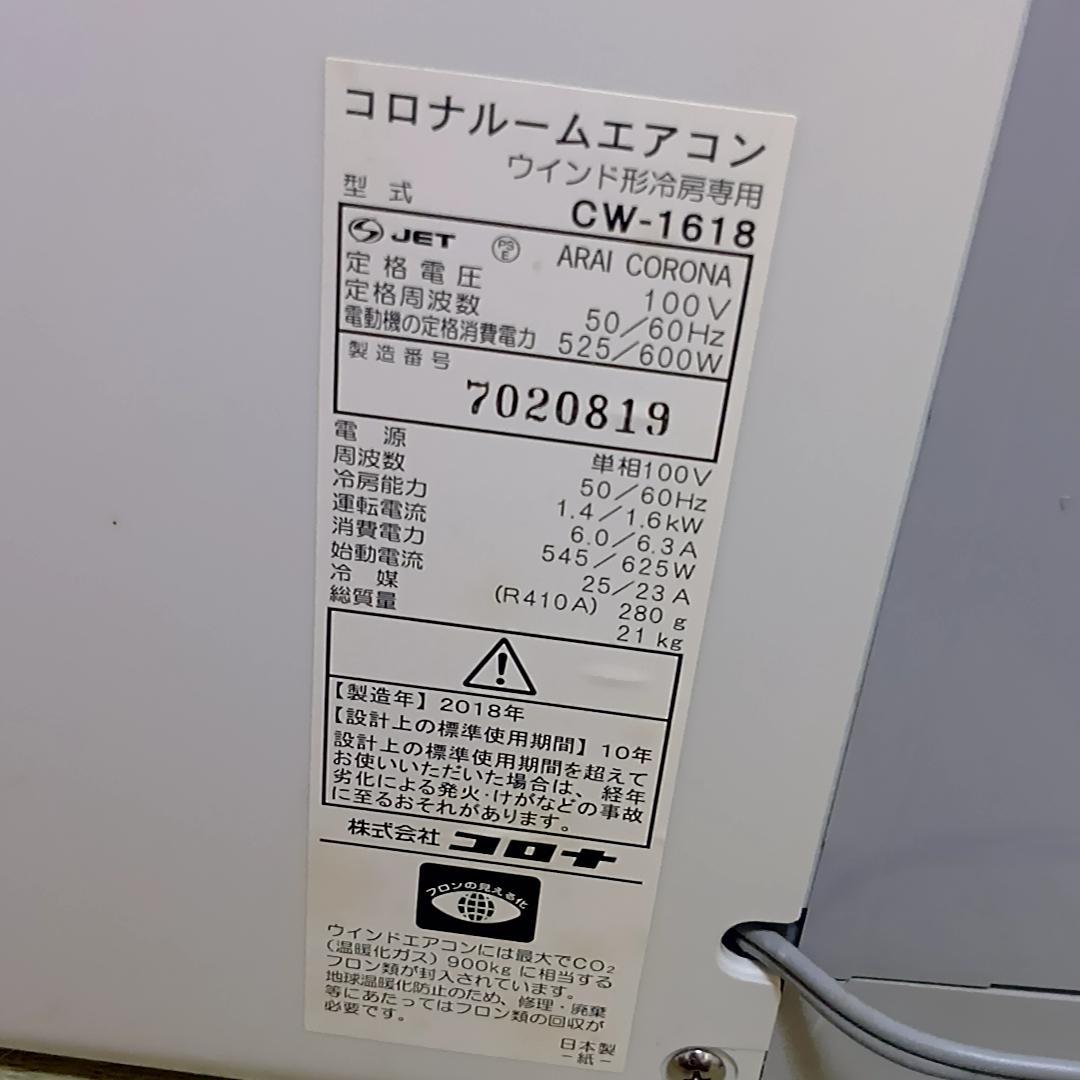 コロナルームエアコン
ウインド形冷房専用
型式 CW-1618
JET PSE ARAI CORONA
定格電圧 100V
定格周波数 50/60Hz
電動機の定格消費電力 525/600W
製造番号
7020819
電源 単相100V
周波数 50/60Hz
冷房能力 1.4/1.6kW
運転電流 6.0/6.3A
消費電力 545/625W
始動電流 25/23A
冷媒 (R410A) 280g
総質量 21kg
【製造年】2018年
【設計上の標準使用期間】10年
設計上の標準使用期間を超えて
お使いいただいた場合は、経年
劣化による発火・けがなどの事故
に至るおそれがあります。
株式会社 コロナ
フロンの見える化
ウインドエアコンには最大でCO₂
(温暖化ガス) 900kgに相当する
フロン類が封入されています。
地球温暖化防止のため、修理・廃棄
等にあたってはフロン類の回収が
必要です。
日本製
-紙-